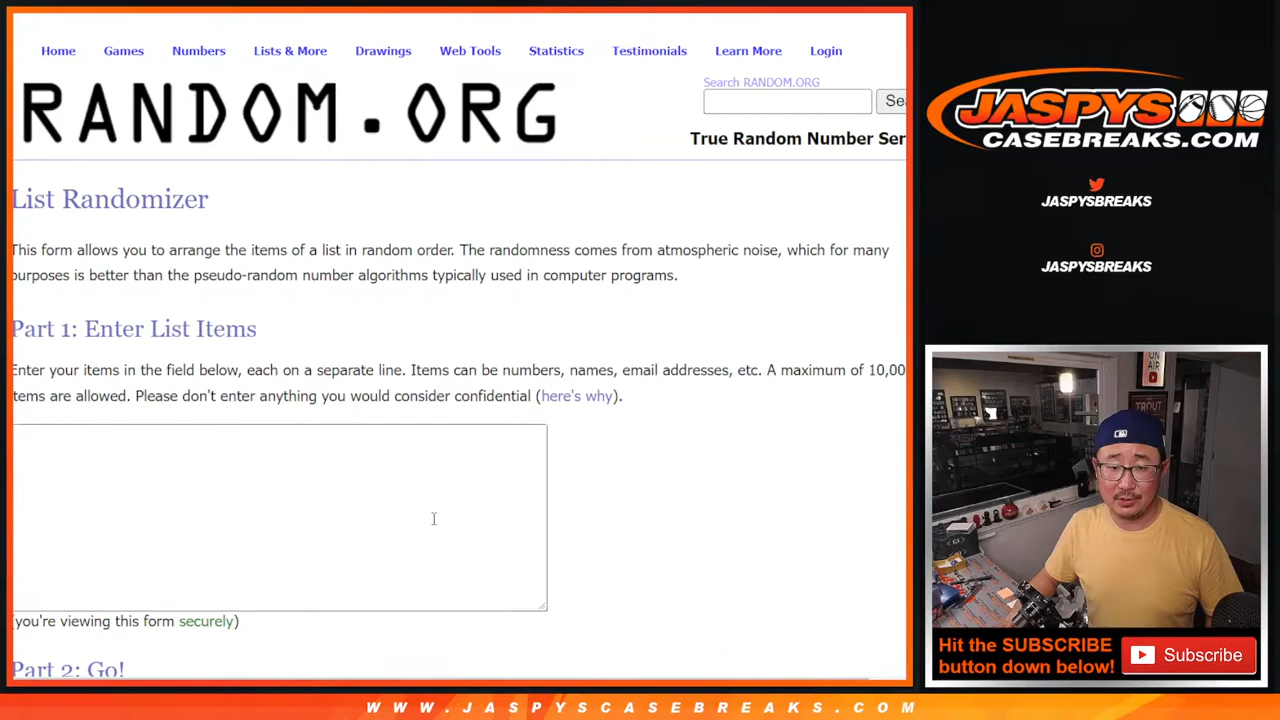 Home Games Numbers Lists & More Drawings Web Tools Statistics Testimonials Learn More Login
RANDOM.ORG
Search RANDOM.ORG
Sea
True Random Number Ser
List Randomizer
This form allows you to arrange the items of a list in random order. The randomness comes from atmospheric noise, which for many
purposes is better than the pseudo-random number algorithms typically used in computer programs.
Part 1: Enter List Items
Enter your items in the field below, each on a separate line. Items can be numbers, names, email addresses, etc. A maximum of 10,00
items are allowed. Please don't enter anything you would consider confidential (here's why).
(you're viewing this form securely)
Part 2: Go!
JASPYS
CASEBREAKS.COM
JASPYSBREAKS
JASPYSBREAKS
ON
AIR
TROUT
Hit the SUBSCRIBE
button down below!
Subscribe
WWW.JASPYSCASEBREAKS.COM